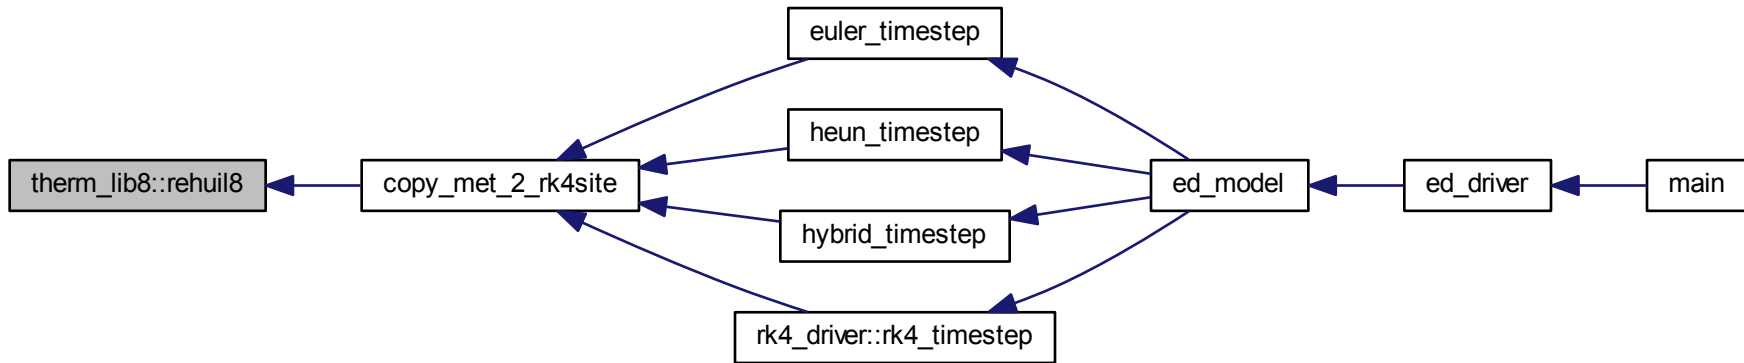 therm_lib8::rehuil8
copy_met_2_rk4site
euler_timestep
heun_timestep
hybrid_timestep
rk4_driver::rk4_timestep
ed_model
ed_driver
main